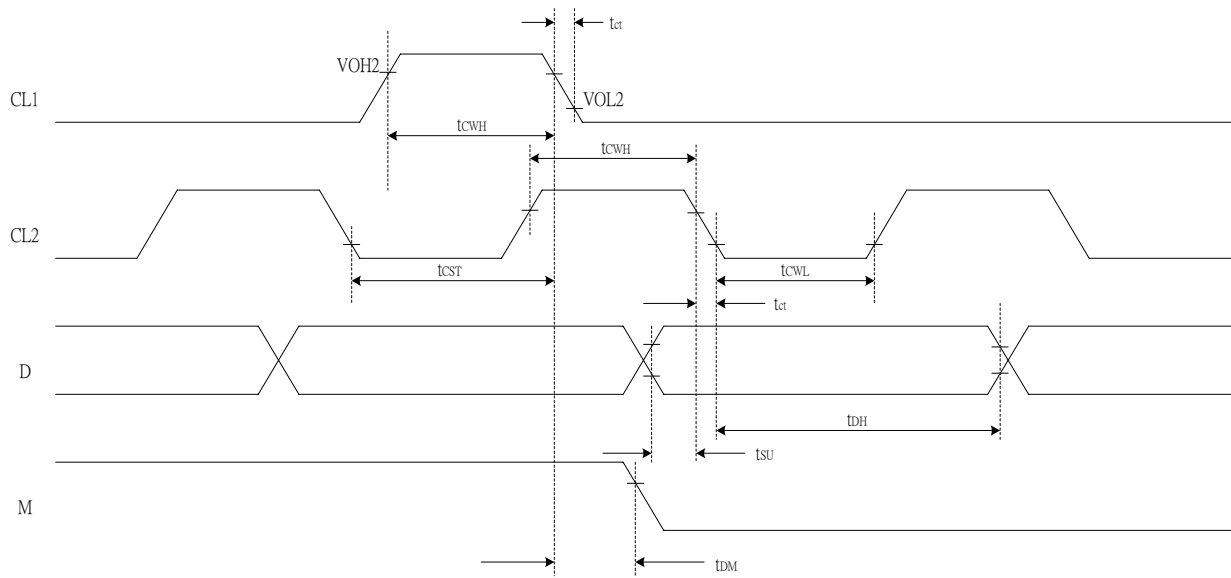 tct
VOH2
CL1
VOL2
tCWH
tCWH
CL2
tCST
tCWL
tct
D
tDH
tSU
M
tDM